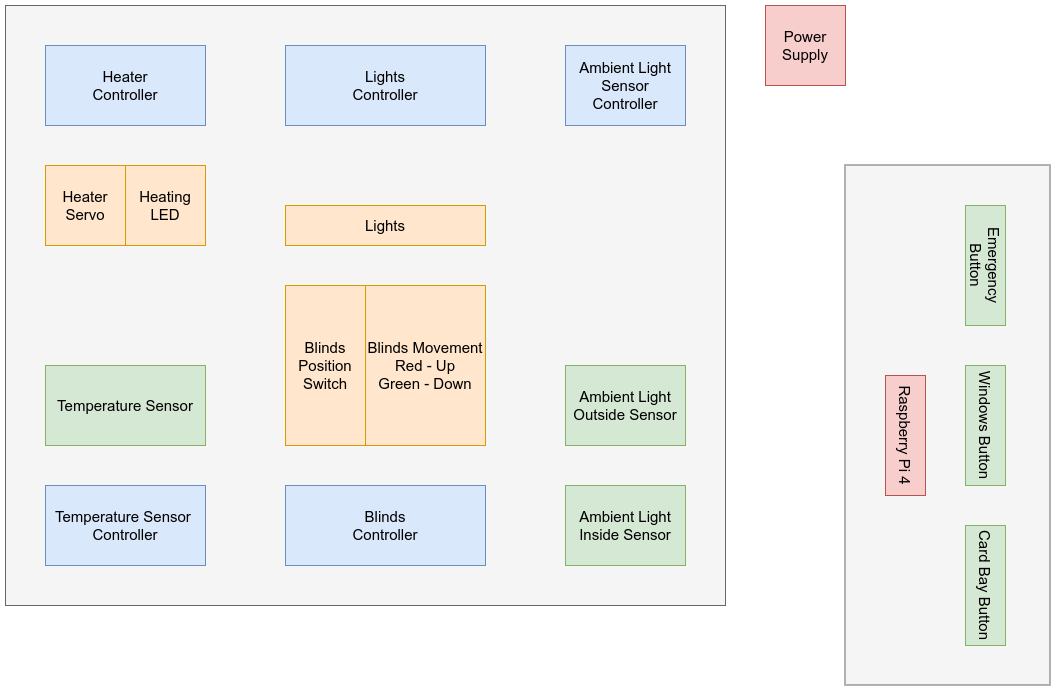 Heater
Controller
Lights
Controller
Ambient Light
Sensor
Controller
Power
Supply
Heater
Servo
Heating
LED
Lights
Blinds
Position
Switch
Blinds Movement
Red - Up
Green - Down
Temperature Sensor
Ambient Light
Outside Sensor
Temperature Sensor
Controller
Blinds
Controller
Ambient Light
Inside Sensor
Emergency
Button
Raspberry Pi 4
Windows Button
Card Bay Button